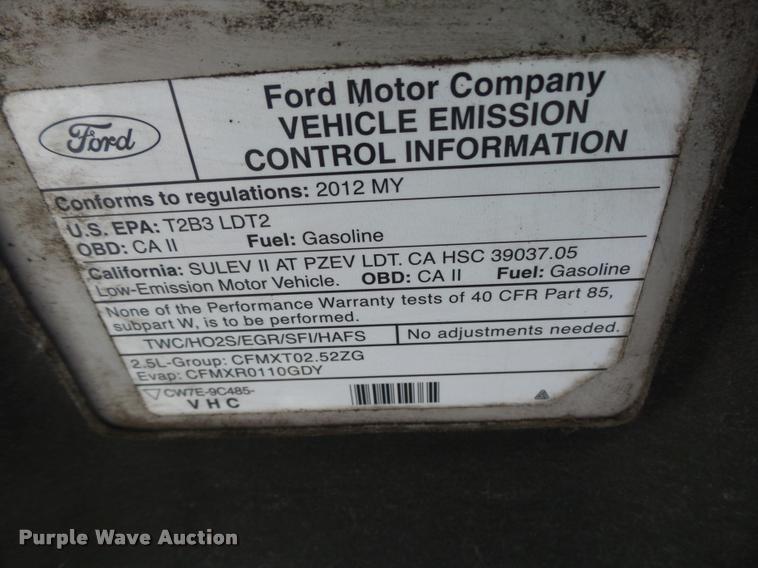 Ford
Ford Motor Company
VEHICLE EMISSION
CONTROL INFORMATION
Conforms to regulations: 2012 MY
U.S. EPA: T2B3 LDT2
OBD: CA II Fuel: Gasoline
California: SULEV II AT PZEV LDT. CA HSC 39037.05
Low-Emission Motor Vehicle. OBD: CA II Fuel: Gasoline
None of the Performance Warranty tests of 40 CFR Part 85,
subpart W, is to be performed.
TWC/HO2S/EGR/SFI/HAFS No adjustments needed.
2.5L-Group: CFMXT02.52ZG
Evap: CFMXR0110GDY
CW7E-9C485-
VHC
Purple Wave Auction